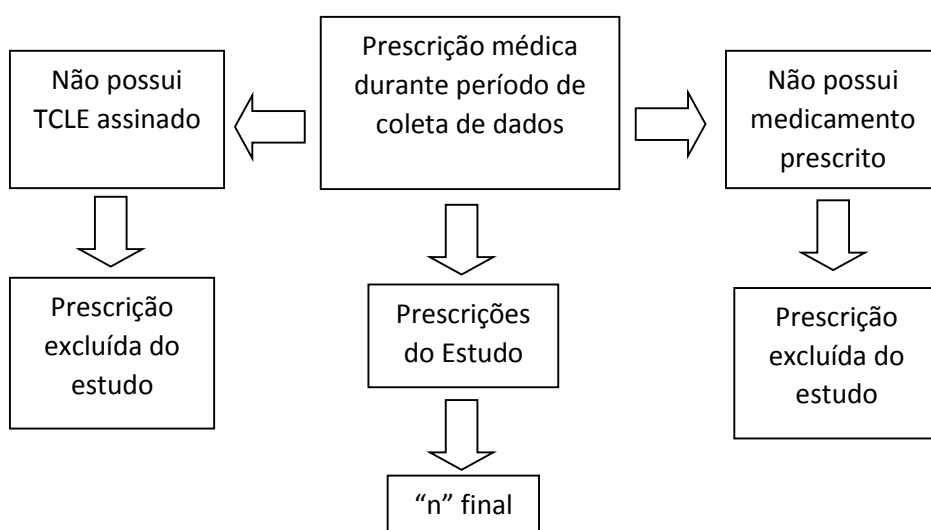 Prescrição médica
durante período de
coleta de dados
Não possui
TCLE assinado
Não possui
medicamento
prescrito
Prescrição
excluída do
estudo
Prescrições
do Estudo
Prescrição
excluída do
estudo
“n” final